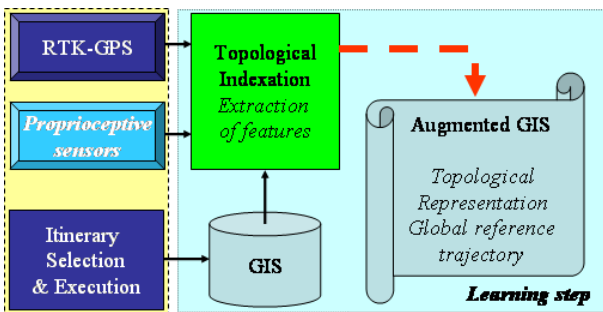 RTK-GPS
Proprioceptive
sensors
Itinerary
Selection
& Execution
Topological
Indexation
Extraction
of features
GIS
Augmented GIS
Topological
Representation
Global reference
trajectory
Learning step